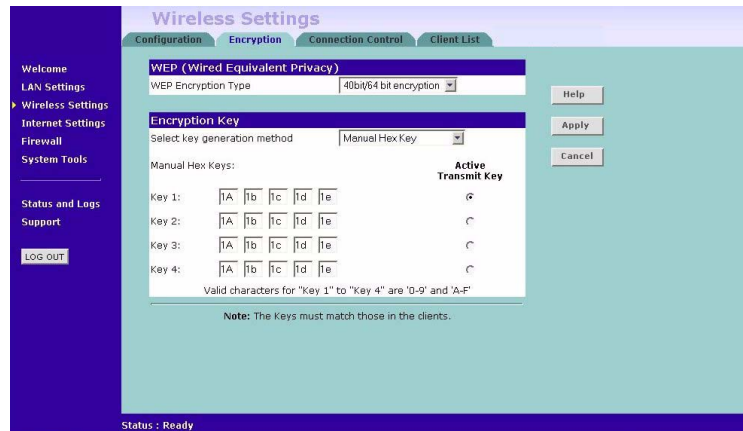 Wireless Settings
Configuration Encryption Connection Control Client List
Welcome
LAN Settings
Wireless Settings
Internet Settings
Firewall
System Tools
Status and Logs
Support
LOG OUT
WEP (Wired Equivalent Privacy)
WEP Encryption Type 40bit/64 bit encryption
Encryption Key
Select key generation method Manual Hex Key
Manual Hex Keys: Active Transmit Key
Key 1: 1A 1b 1c 1d 1e
Key 2: 1A 1b 1c 1d 1e
Key 3: 1A 1b 1c 1d 1e
Key 4: 1A 1b 1c 1d 1e
Valid characters for "Key 1" to "Key 4" are '0-9' and 'A-F'
Note: The Keys must match those in the clients.
Help
Apply
Cancel
Status : Ready